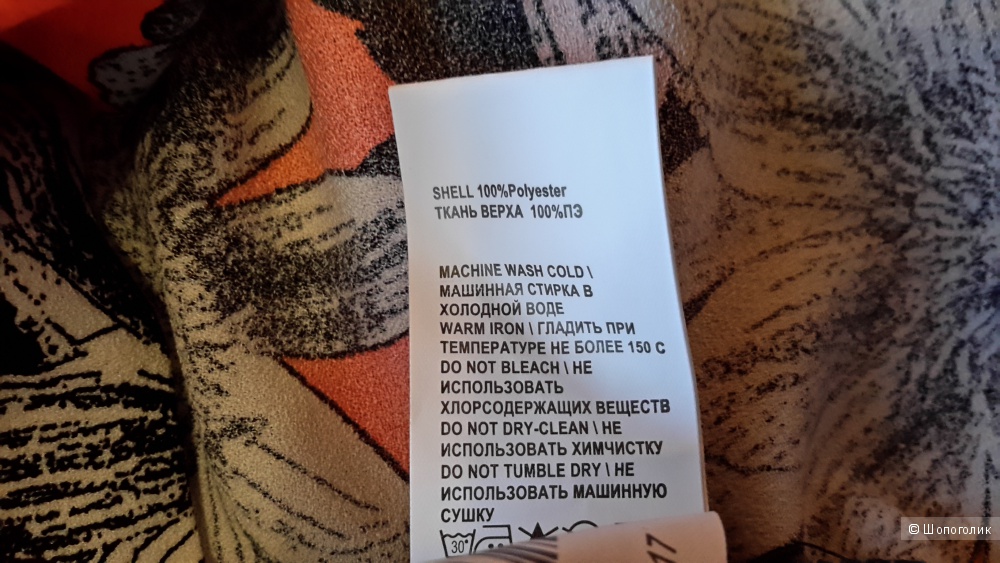 SHELL 100%Polyester
ТКАНЬ ВЕРХА 100%ПЭ
MACHINE WASH COLD \
МАШИННАЯ СТИРКА В
ХОЛОДНОЙ ВОДЕ
WARM IRON \ ГЛАДИТЬ ПРИ
ТЕМПЕРАТУРЕ НЕ БОЛЕЕ 150 С
DO NOT BLEACH \ НЕ
ИСПОЛЬЗОВАТЬ
ХЛОРСОДЕРЖАЩИХ ВЕЩЕСТВ
DO NOT DRY-CLEAN \ НЕ
ИСПОЛЬЗОВАТЬ ХИМЧИСТКУ
DO NOT TUMBLE DRY \ НЕ
ИСПОЛЬЗОВАТЬ МАШИННУЮ
СУШКУ
30°
17
© Шопоголик